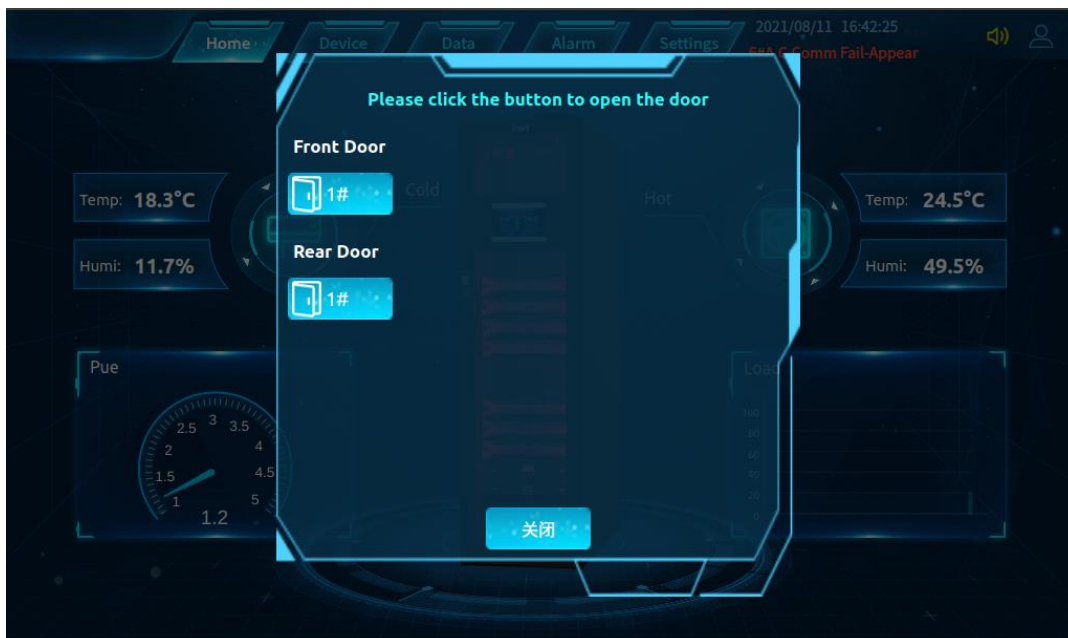 2021/08/11 16:42:25
Home Device Data Alarm Settings
6#A.C Comm Fail-Appear
Please click the button to open the door
Front Door
1#
Cold
Hot
Temp: 18.3°C
Temp: 24.5°C
Rear Door
Humi: 11.7%
Humi: 49.5%
1#
Pue
Load
1
1.5
2
2.5
3
3.5
4
4.5
5
1.2
100
80
60
40
20
0
关闭